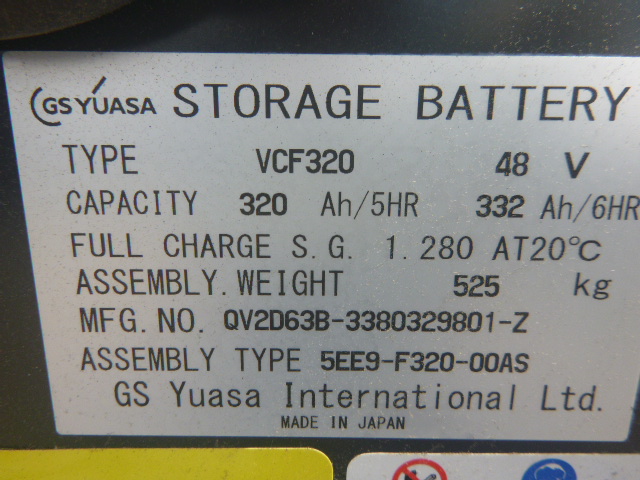 GS YUASA STORAGE BATTERY
TYPE VCF320 48 V
CAPACITY 320 Ah/5HR 332 Ah/6HR
FULL CHARGE S.G. 1.280 AT20℃
ASSEMBLY.WEIGHT 525 kg
MFG.NO. QV2D63B-3380329801-Z
ASSEMBLY TYPE 5EE9-F320-00AS
GS Yuasa International Ltd.
MADE IN JAPAN